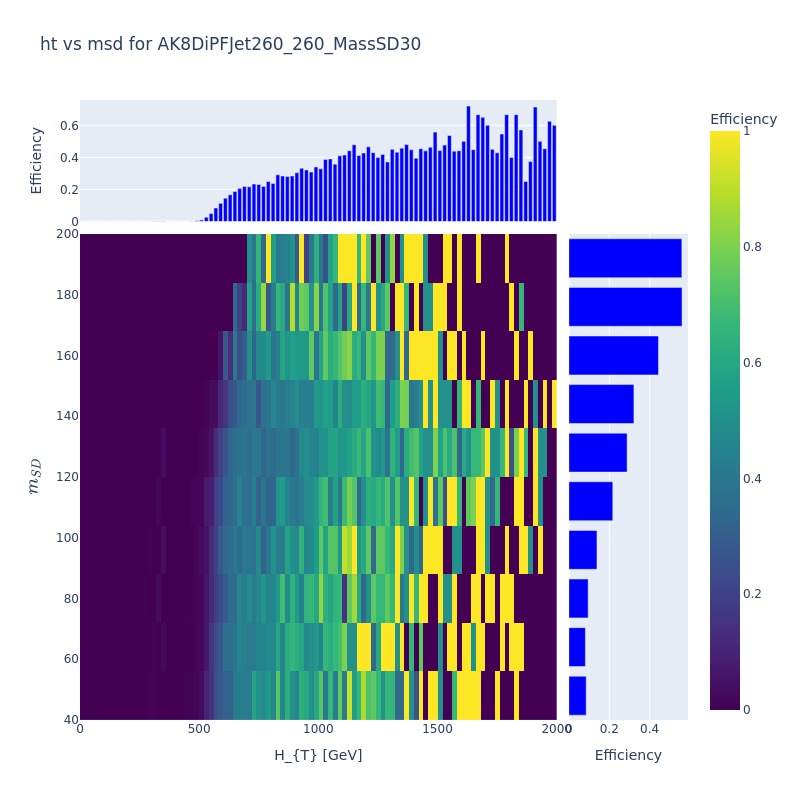 ht vs msd for AK8DiPFJet260_260_MassSD30
Efficiency
0.6
0.4
0.2
0
Efficiency
1
0.8
0.6
0.4
0.2
0
m_{SD}
200
180
160
140
120
100
80
60
40
0 500 1000 1500 2000
H_{T} [GeV]
0 0.2 0.4
Efficiency